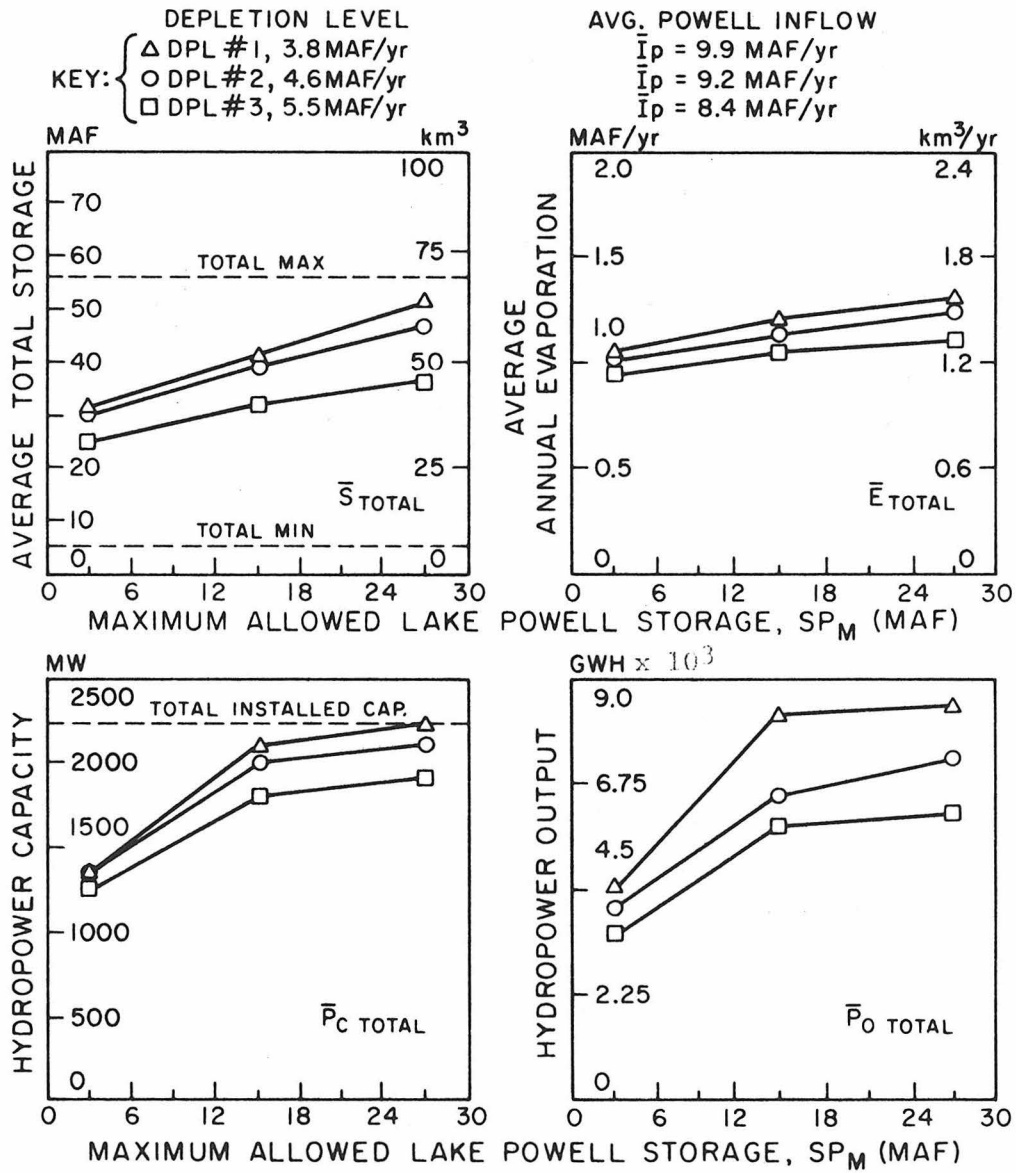 DEPLETION LEVEL
KEY:
△ DPL #1, 3.8 MAF/yr
○ DPL #2, 4.6 MAF/yr
□ DPL #3, 5.5 MAF/yr
AVG. POWELL INFLOW
I̅p = 9.9 MAF/yr
I̅p = 9.2 MAF/yr
I̅p = 8.4 MAF/yr
MAF
km³
AVERAGE TOTAL STORAGE
100
70
60
75
TOTAL MAX
50
40
50
20
25
S̅ TOTAL
10
TOTAL MIN
0
0
0 6 12 18 24 30
MAF/yr
km³/yr
AVERAGE
ANNUAL EVAPORATION
2.0
2.4
1.5
1.8
1.0
1.2
0.5
0.6
E̅ TOTAL
0
0
0 6 12 18 24 30
MAXIMUM ALLOWED LAKE POWELL STORAGE, SP_M (MAF)
MW
HYDROPOWER CAPACITY
2500
TOTAL INSTALLED CAP.
2000
1500
1000
500
P̅C TOTAL
0
0 6 12 18 24 30
GWH x 10³
HYDROPOWER OUTPUT
9.0
6.75
4.5
2.25
P̅O TOTAL
0
0 6 12 18 24 30
MAXIMUM ALLOWED LAKE POWELL STORAGE, SP_M (MAF)